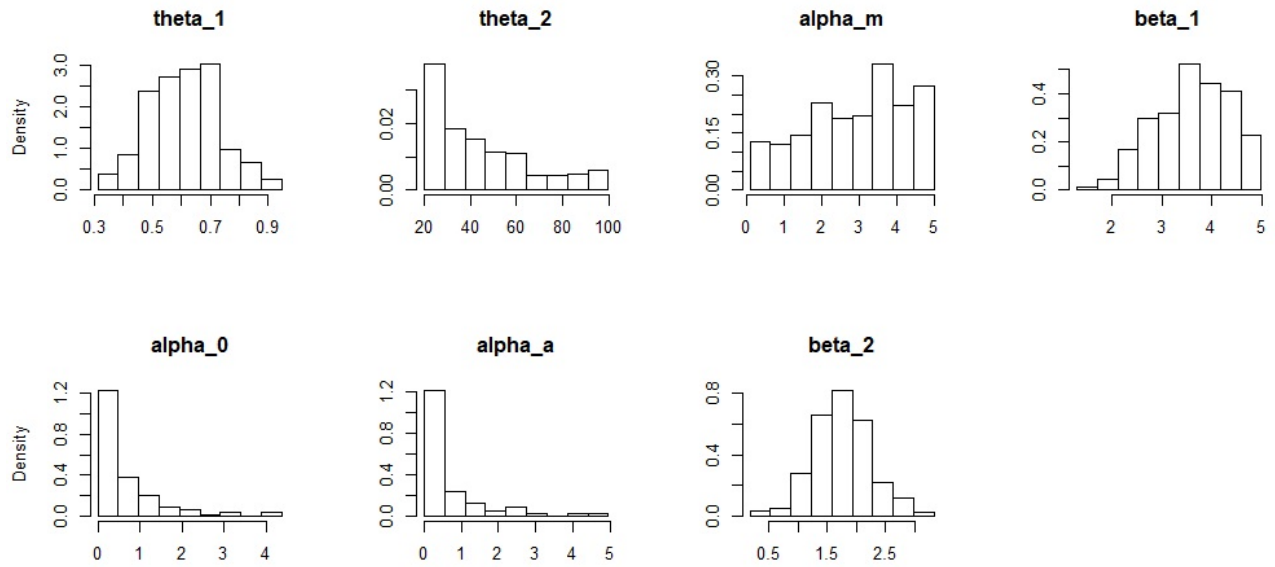 theta_1 theta_2 alpha_m beta_1
Density
0.0 1.0 2.0 3.0
0.3 0.5 0.7 0.9
0.00 0.02
20 40 60 80 100
0.00 0.15 0.30
0 1 2 3 4 5
0.0 0.2 0.4
2 3 4 5
alpha_0 alpha_a beta_2
Density
0.0 0.4 0.8 1.2
0 1 2 3 4
0.0 0.4 0.8 1.2
0 1 2 3 4 5
0.0 0.4 0.8
0.5 1.5 2.5